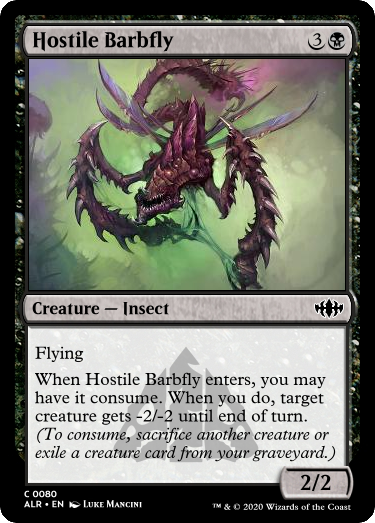 Hostile Barbfly 3
Creature — Insect
Flying
When Hostile Barbfly enters, you may
have it consume. When you do, target
creature gets -2/-2 until end of turn.
(To consume, sacrifice another creature or
exile a creature card from your graveyard.)
2/2
C 0080
ALR • EN Luke Mancini
™ & © 2020 Wizards of the Coast